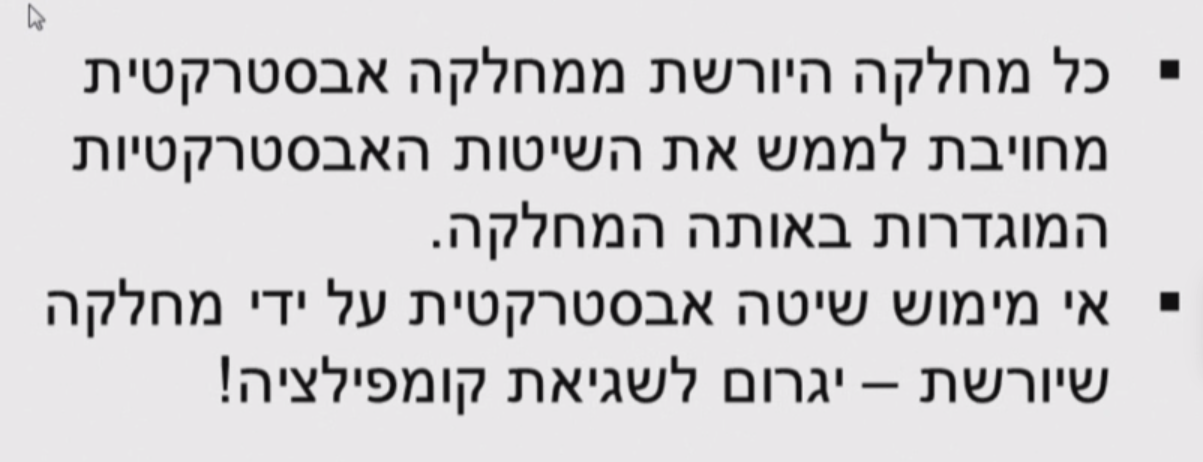 ▪ כל מחלקה היורשת ממחלקה אבסטרקטית
מחויבת לממש את השיטות האבסטרקטיות
המוגדרות באותה המחלקה.
▪ אי מימוש שיטה אבסטרקטית על ידי מחלקה
שיורשת – יגרום לשגיאת קומפילציה!